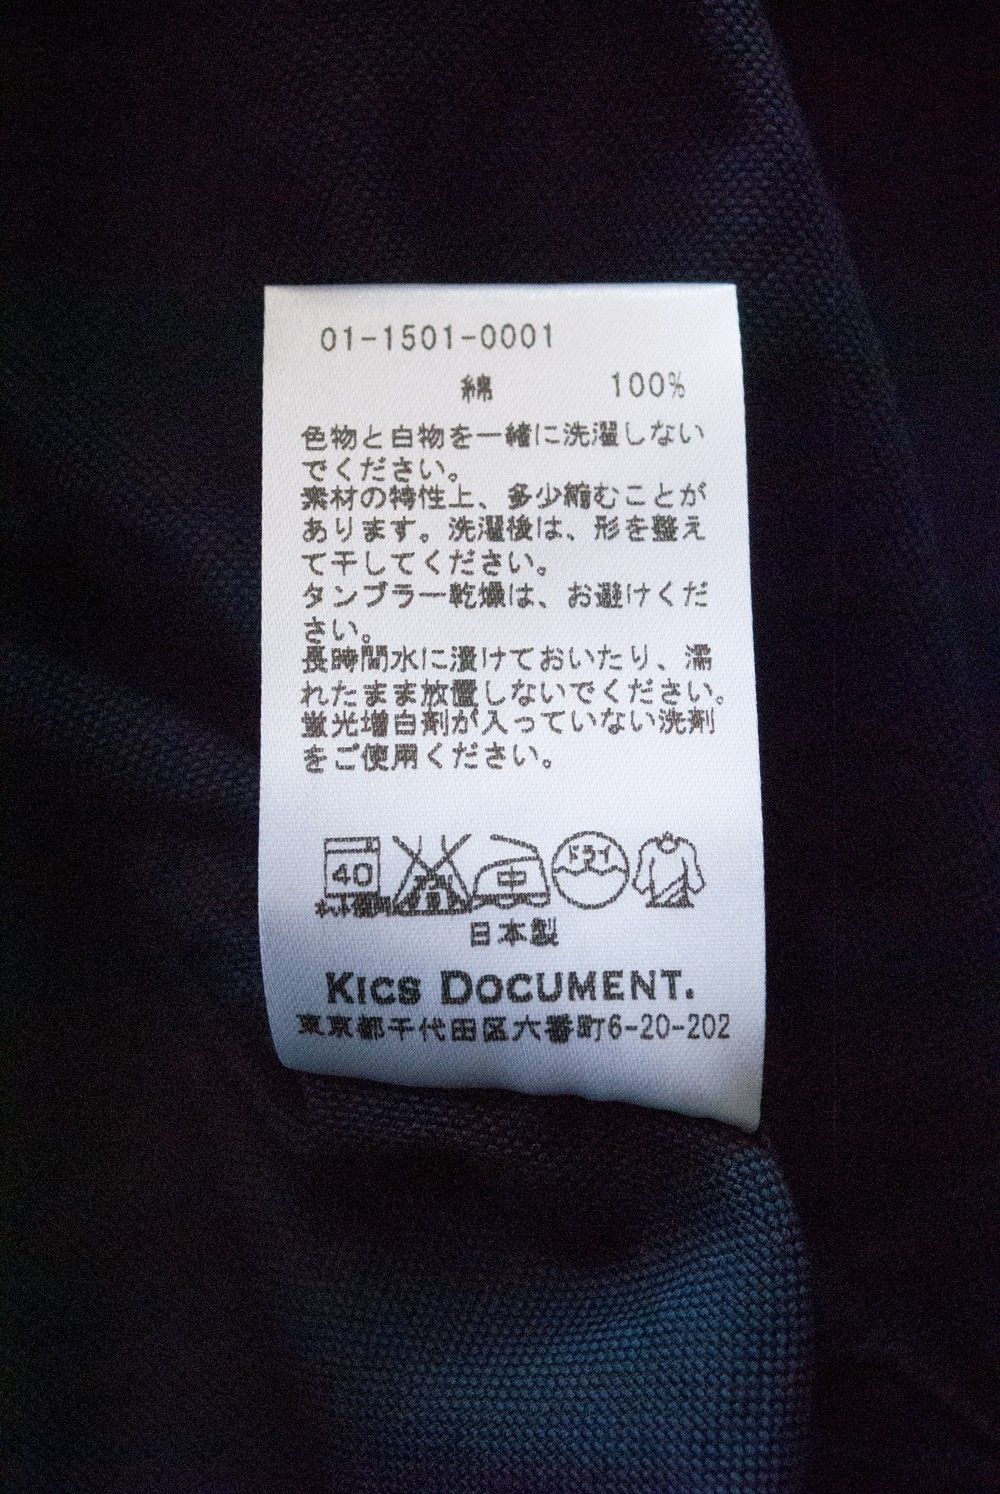 01-1501-0001
綿 100%
色物と白物を一緒に洗濯しない
でください。
素材の特性上、多少縮むことが
あります。洗濯後は、形を整え
て干してください。
タンブラー乾燥は、お避けくだ
さい。
長時間水に漬けておいたり、濡
れたまま放置しないでください。
蛍光増白剤が入っていない洗剤
をご使用ください。
40 中 ドライ
ネット使用
日本製
KICS DOCUMENT.
東京都千代田区六番町6-20-202